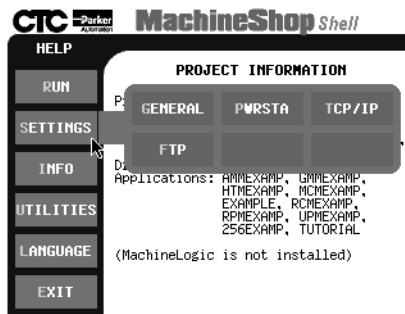 CTC Parker Automation MachineShop Shell
HELP
PROJECT INFORMATION
RUN
P
GENERAL PWRSTA TCP/IP
SETTINGS
FTP
INFO
D
Applications: AMMEXAMP, GMMEXAMP,
HTMEXAMP, MCMEXAMP,
EXAMPLE, RCMEXAMP,
RPMEXAMP, UPMEXAMP,
256EXAMP, TUTORIAL
UTILITIES
LANGUAGE
(MachineLogic is not installed)
EXIT